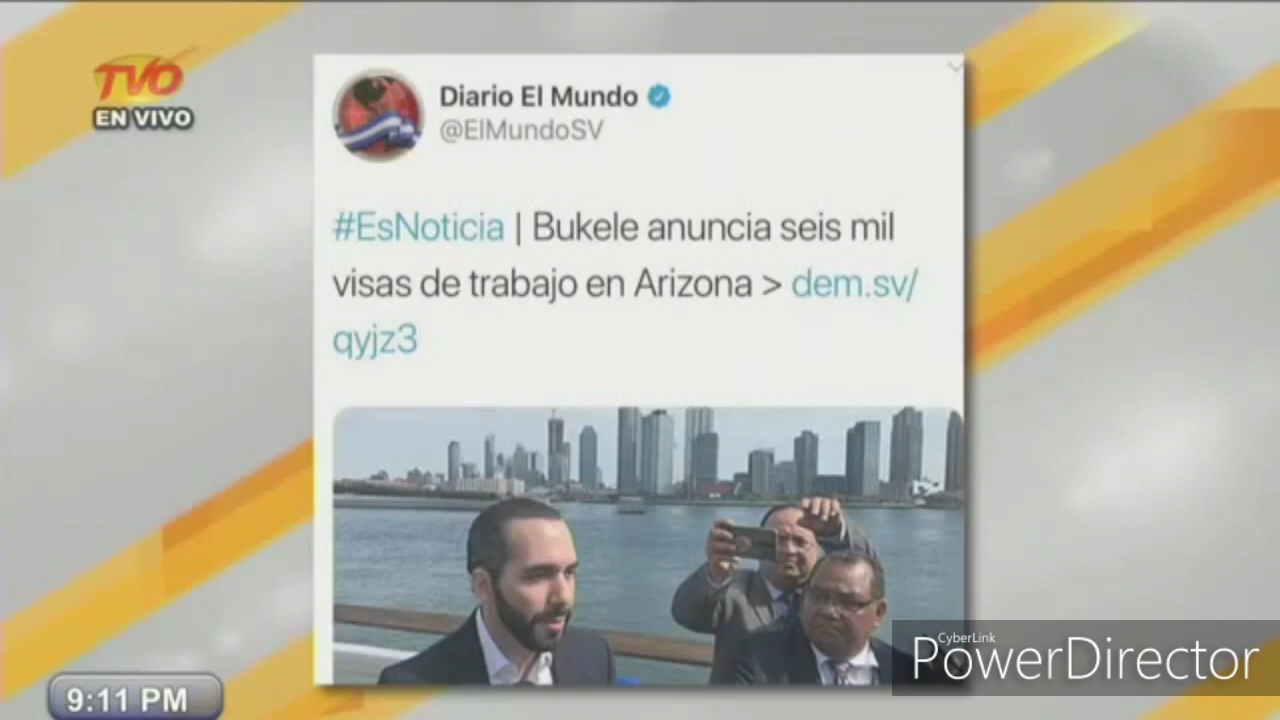 TVO
EN VIVO
Diario El Mundo
@ElMundoSV
#EsNoticia | Bukele anuncia seis mil
visas de trabajo en Arizona > dem.sv/
qyjz3
CyberLink
PowerDirector
9:11 PM